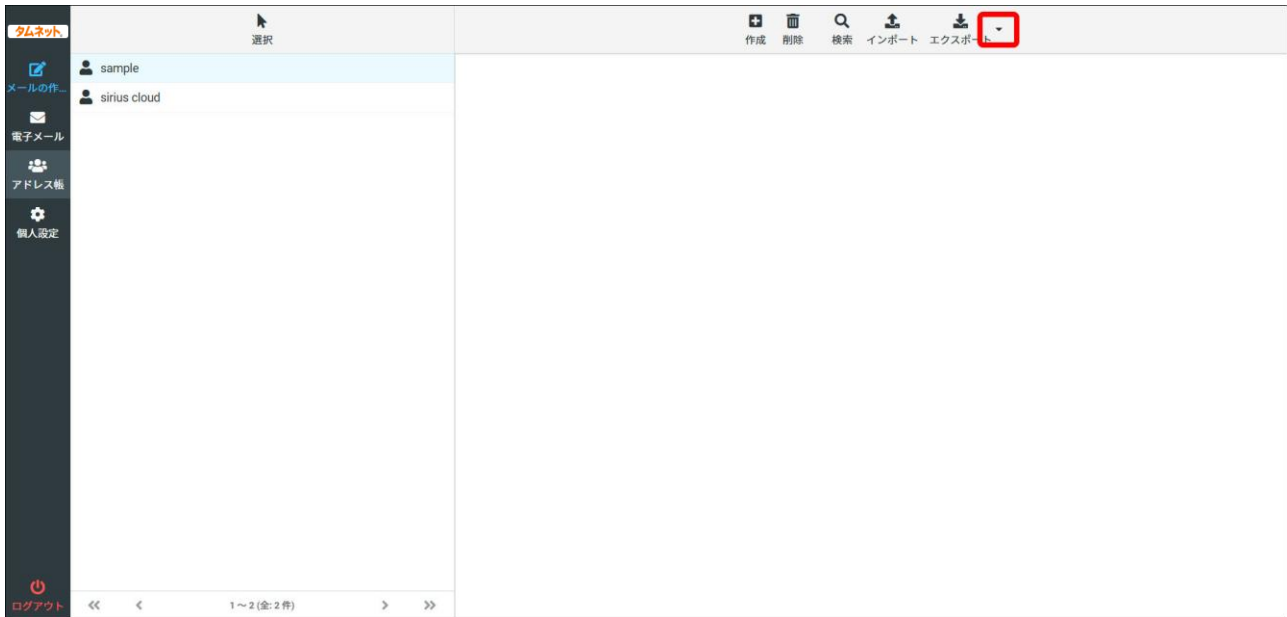 タムネット
メールの作...
電子メール
アドレス帳
個人設定
ログアウト
選択
sample
sirius cloud
1 ～ 2 (全: 2 件)
作成 削除 検索 インポート エクスポート